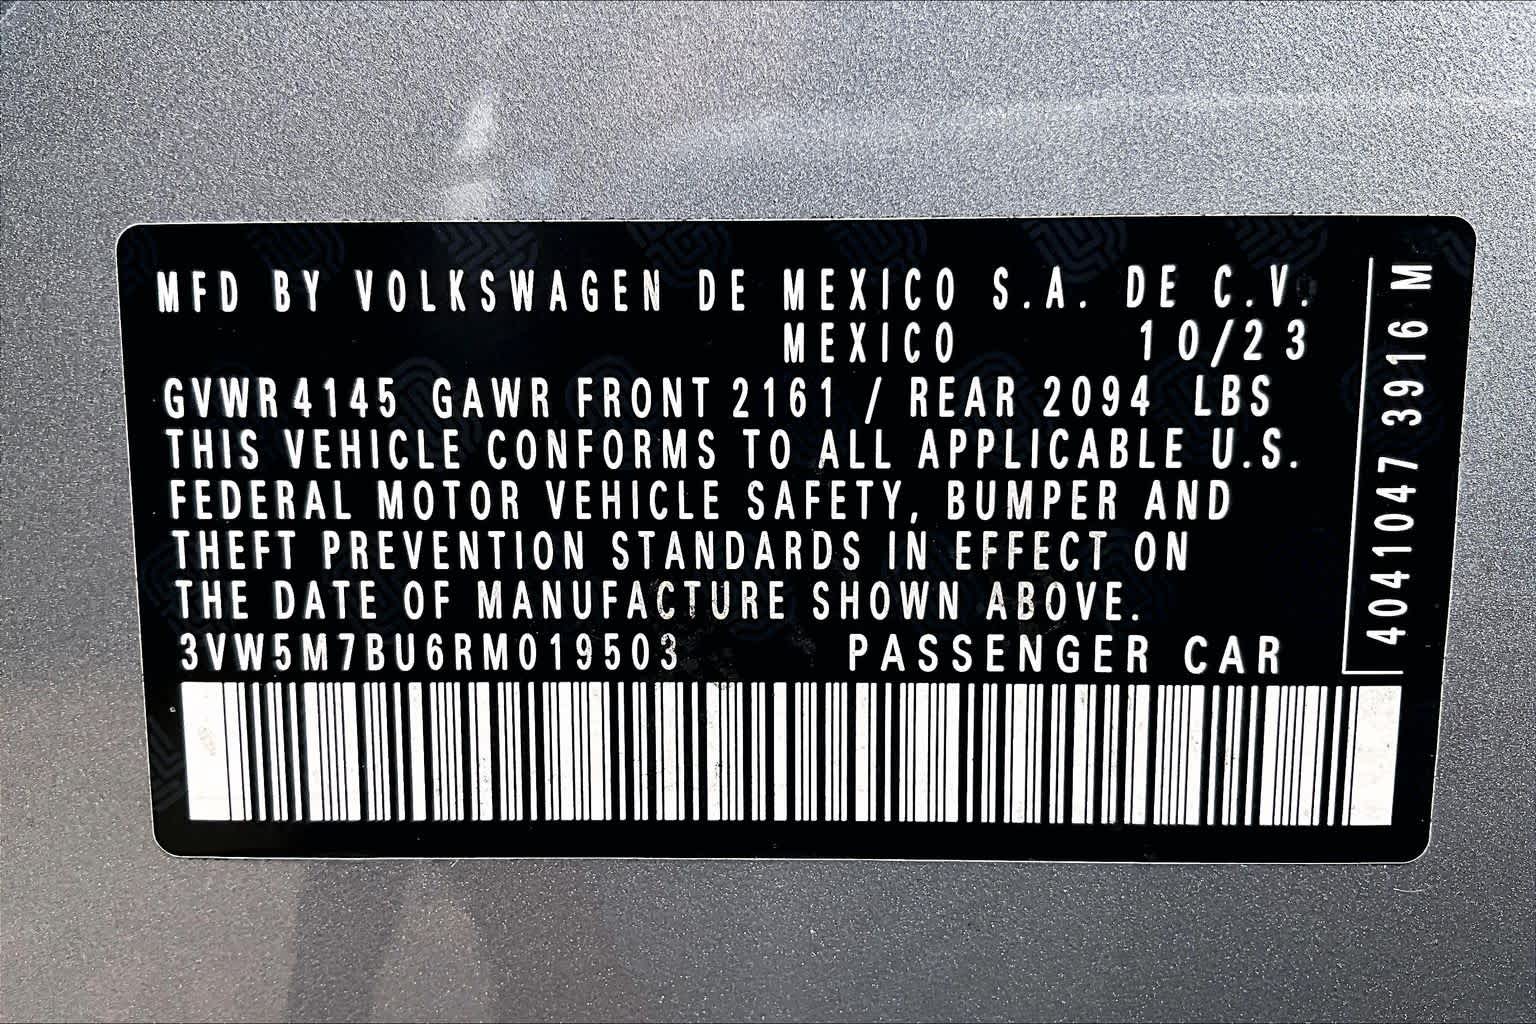 MFD BY VOLKSWAGEN DE MEXICO S.A. DE C.V.
MEXICO 10/23
GVWR 4145 GAWR FRONT 2161 / REAR 2094 LBS
THIS VEHICLE CONFORMS TO ALL APPLICABLE U.S.
FEDERAL MOTOR VEHICLE SAFETY, BUMPER AND
THEFT PREVENTION STANDARDS IN EFFECT ON
THE DATE OF MANUFACTURE SHOWN ABOVE.
3VW5M7BU6RM019503 PASSENGER CAR
4041047 3916 M